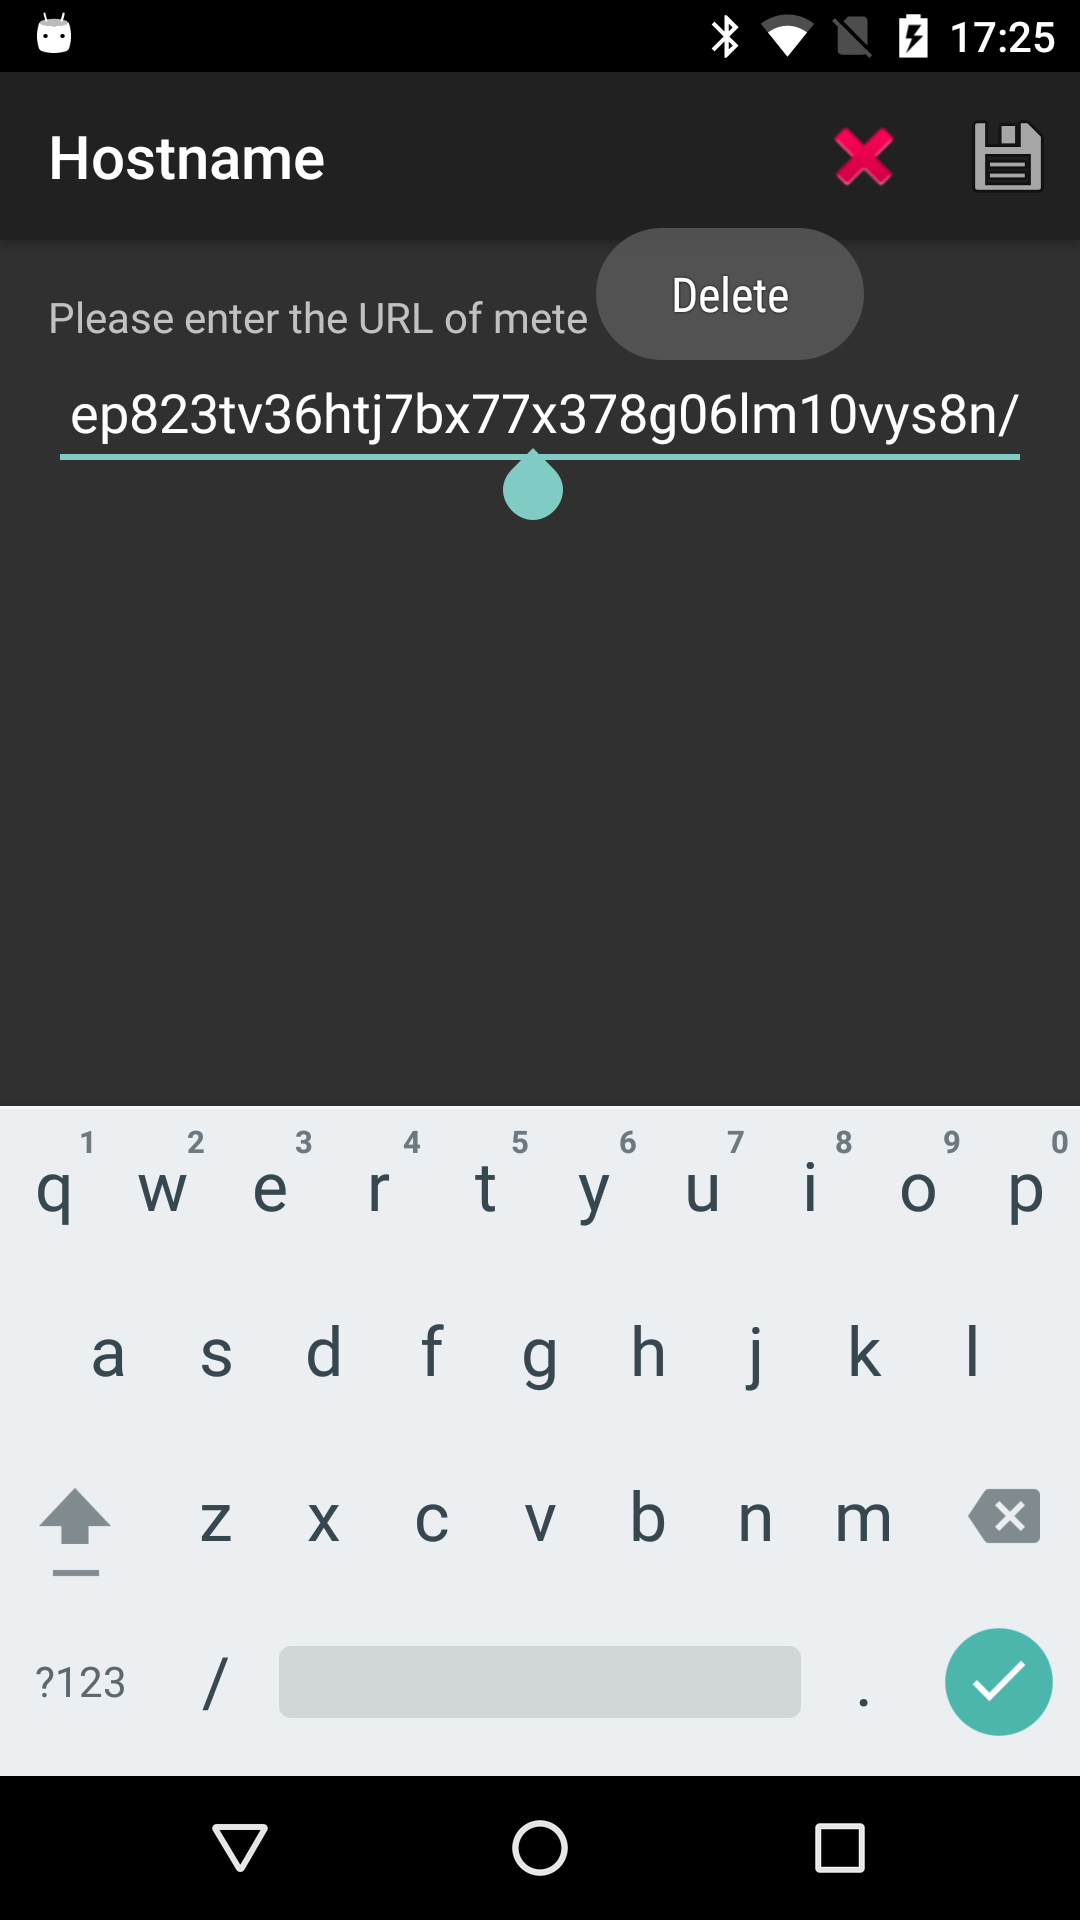 17:25
Hostname
Delete
Please enter the URL of mete
ep823tv36htj7bx77x378g06lm10vys8n/
1 2 3 4 5 6 7 8 9 0
q w e r t y u i o p
a s d f g h j k l
z x c v b n m
?123 / .